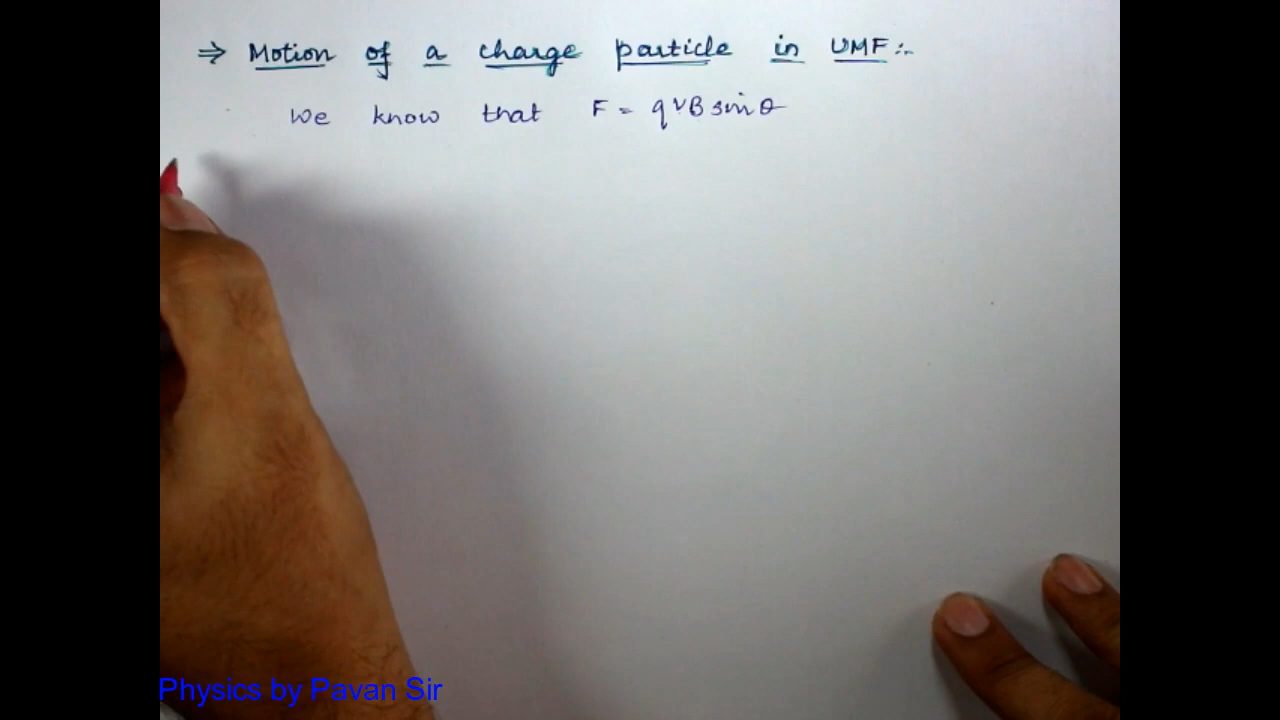 ⇒ Motion of a charge particle in UMF:-
We know that F = qvB sinθ
Physics by Pavan Sir